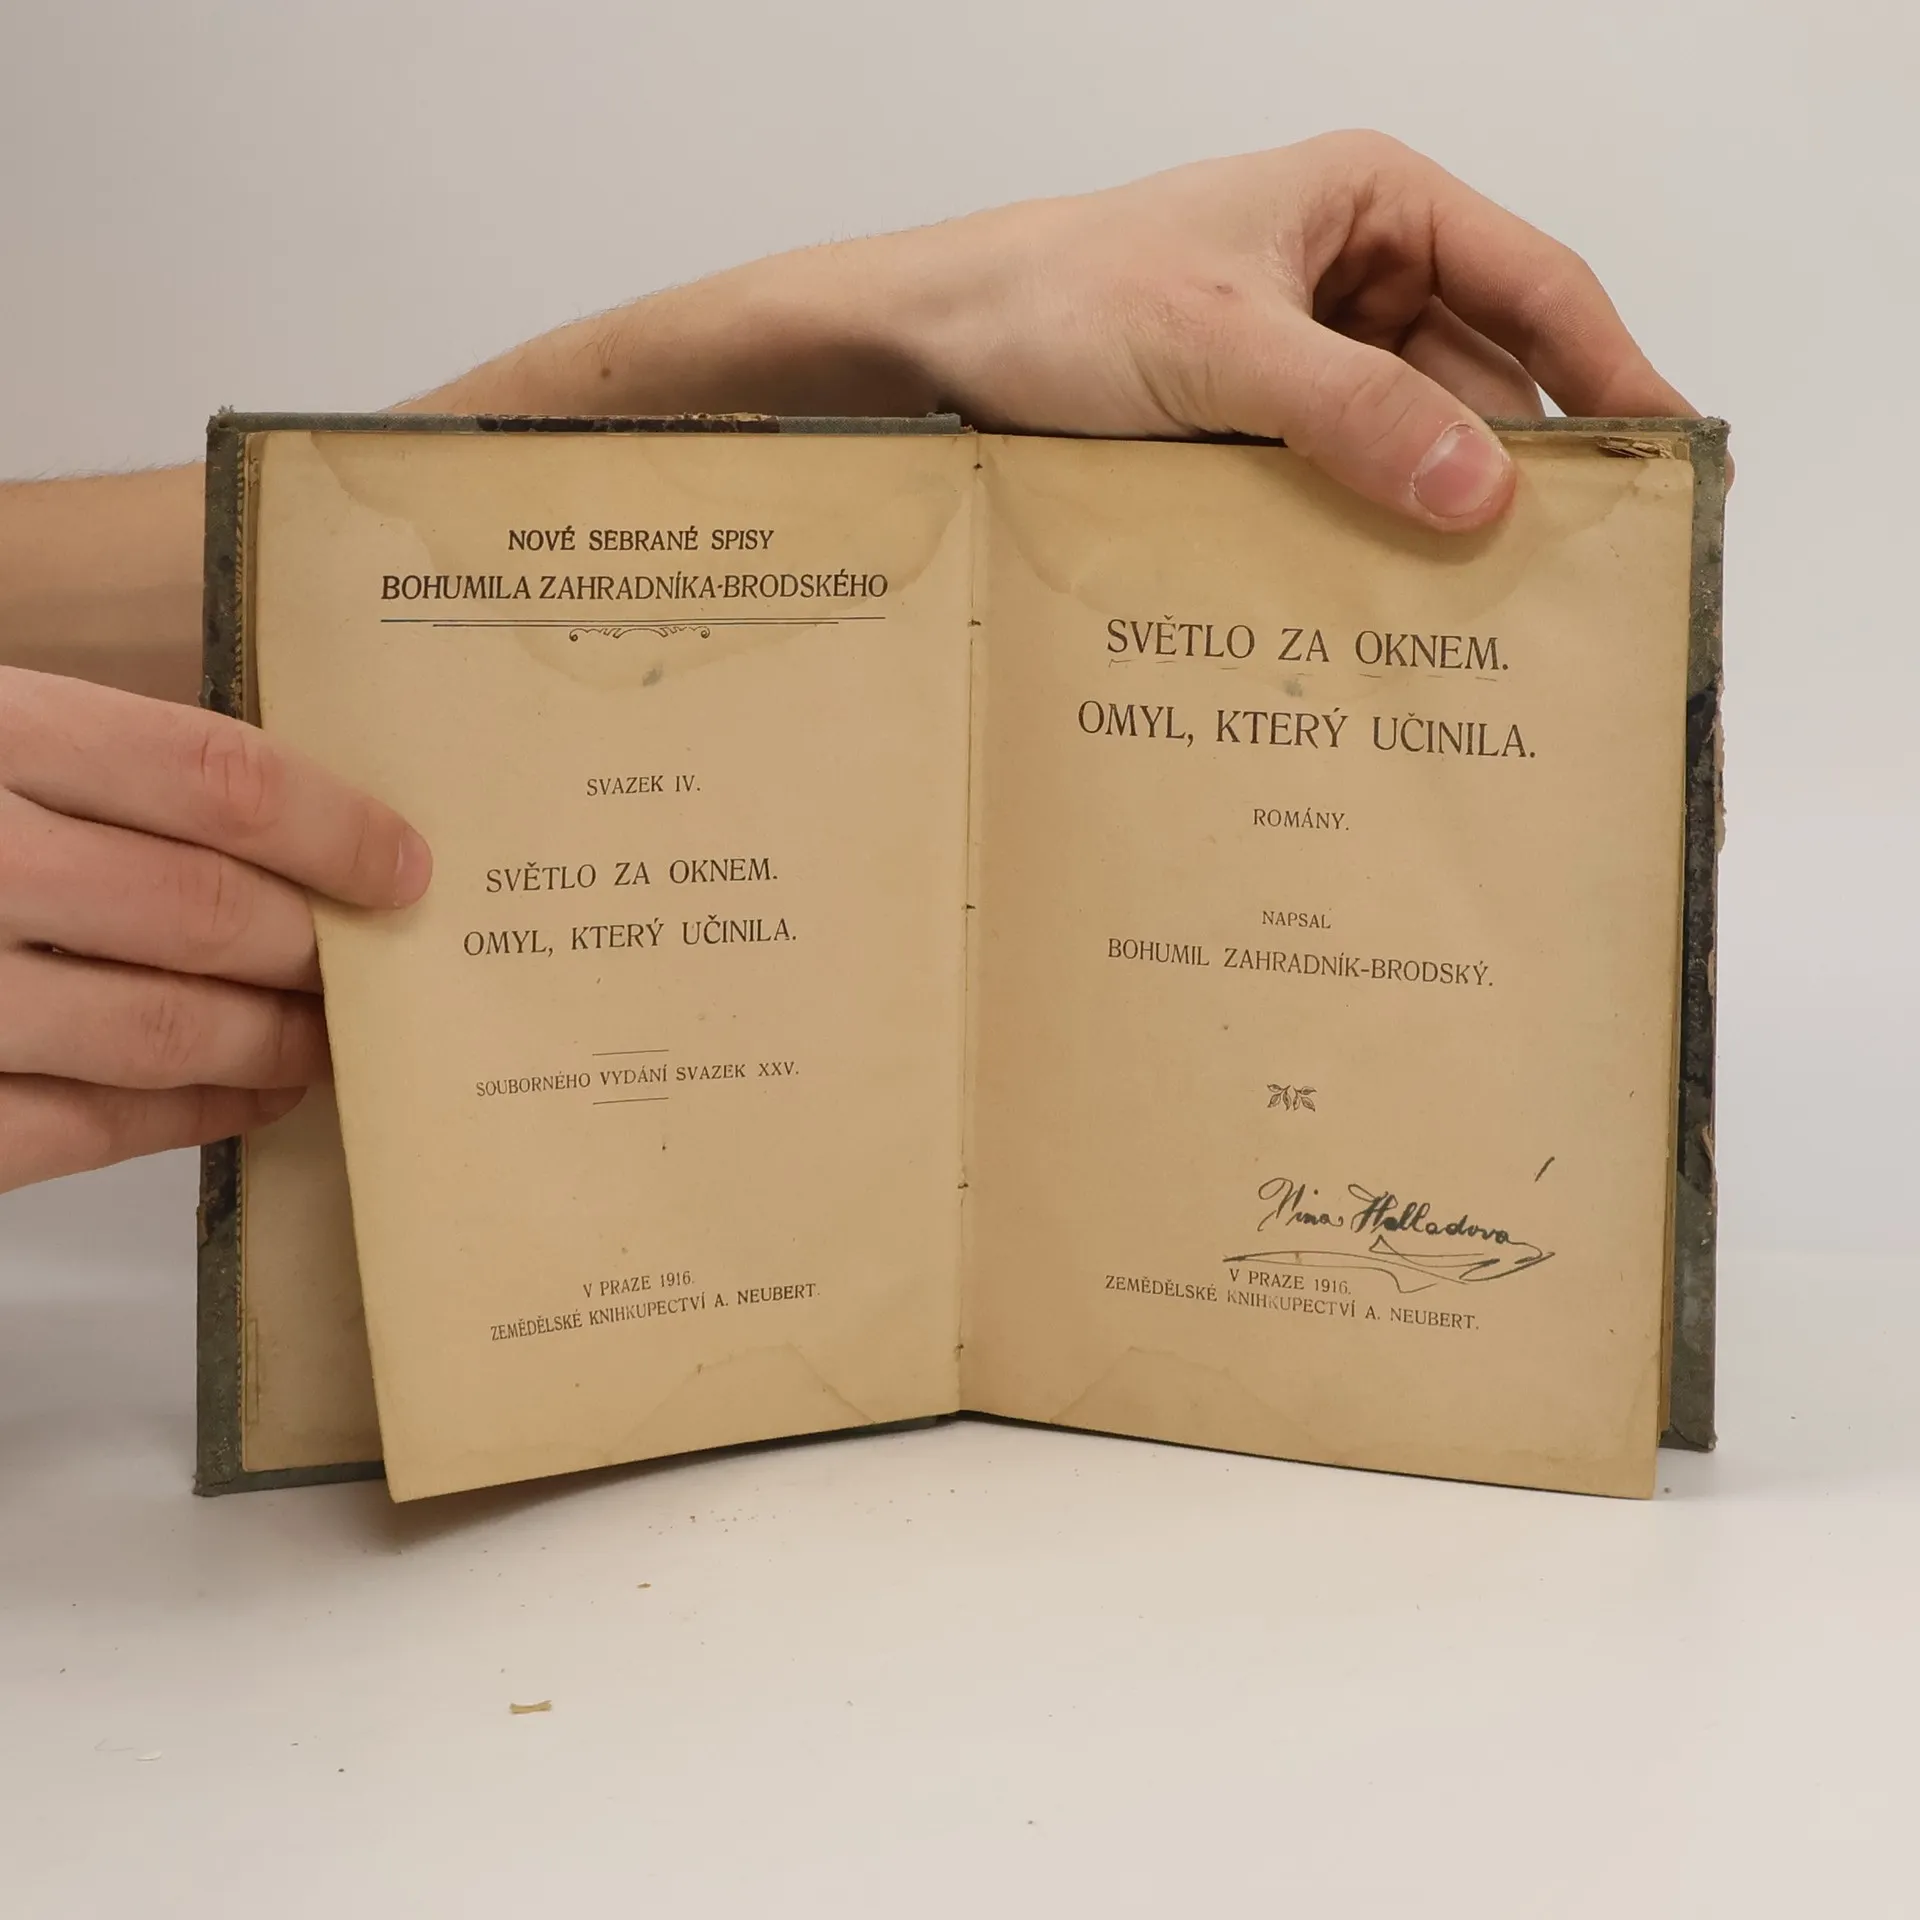 NOVÉ SEBRANÉ SPISY
BOHUMILA ZAHRADNÍKA-BRODSKÉHO
SVAZEK IV.
SVĚTLO ZA OKNEM.
OMYL, KTERÝ UČINILA.
SOUBORNÉHO VYDÁNÍ SVAZEK XXV.
V PRAZE 1916.
ZEMĚDĚLSKÉ KNIHKUPECTVÍ A. NEUBERT.
SVĚTLO ZA OKNEM.
OMYL, KTERÝ UČINILA.
ROMÁNY.
NAPSAL
BOHUMIL ZAHRADNÍK-BRODSKÝ.
Nina Halladova
V PRAZE 1916.
ZEMĚDĚLSKÉ KNIHKUPECTVÍ A. NEUBERT.